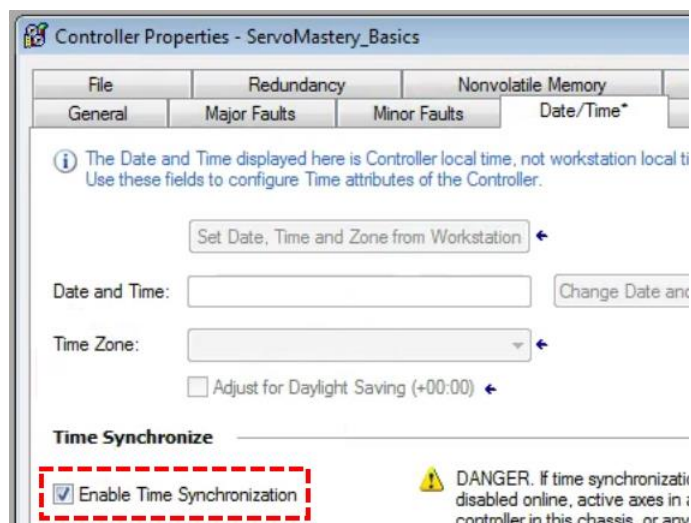 Controller Properties - ServoMastery_Basics
File Redundancy Nonvolatile Memory
General Major Faults Minor Faults Date/Time*
The Date and Time displayed here is Controller local time, not workstation local
Use these fields to configure Time attributes of the Controller.
Set Date, Time and Zone from Workstation
Date and Time: Change Date and
Time Zone:
Adjust for Daylight Saving (+00:00)
Time Synchronize
Enable Time Synchronization
DANGER. If time
disabled online, active axes in
controller in this chassis, or